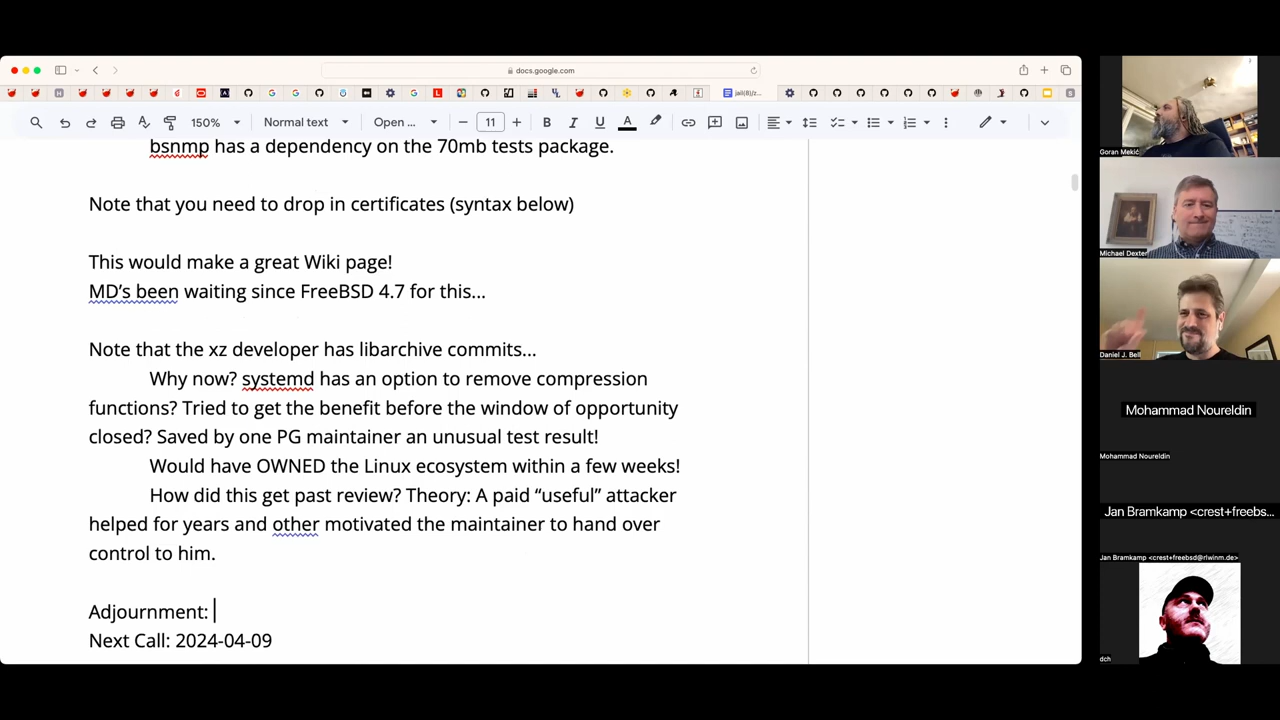 docs.google.com
jail(8)/z...
150%
Normal text
Open ...
11
bsnmp has a dependency on the 70mb tests package.
Note that you need to drop in certificates (syntax below)
This would make a great Wiki page!
MD's been waiting since FreeBSD 4.7 for this...
Note that the xz developer has libarchive commits...
Why now? systemd has an option to remove compression
functions? Tried to get the benefit before the window of opportunity
closed? Saved by one PG maintainer an unusual test result!
Would have OWNED the Linux ecosystem within a few weeks!
How did this get past review? Theory: A paid “useful” attacker
helped for years and other motivated the maintainer to hand over
control to him.
Adjournment:
Next Call: 2024-04-09
Goran Mekić
Michael Dexter
Daniel J. Bell
Mohammad Noureldin
Mohammad Noureldin
Jan Bramkamp <crest+freebs...
Jan Bramkamp <crest+freebsd@rlwinm.de>
dch